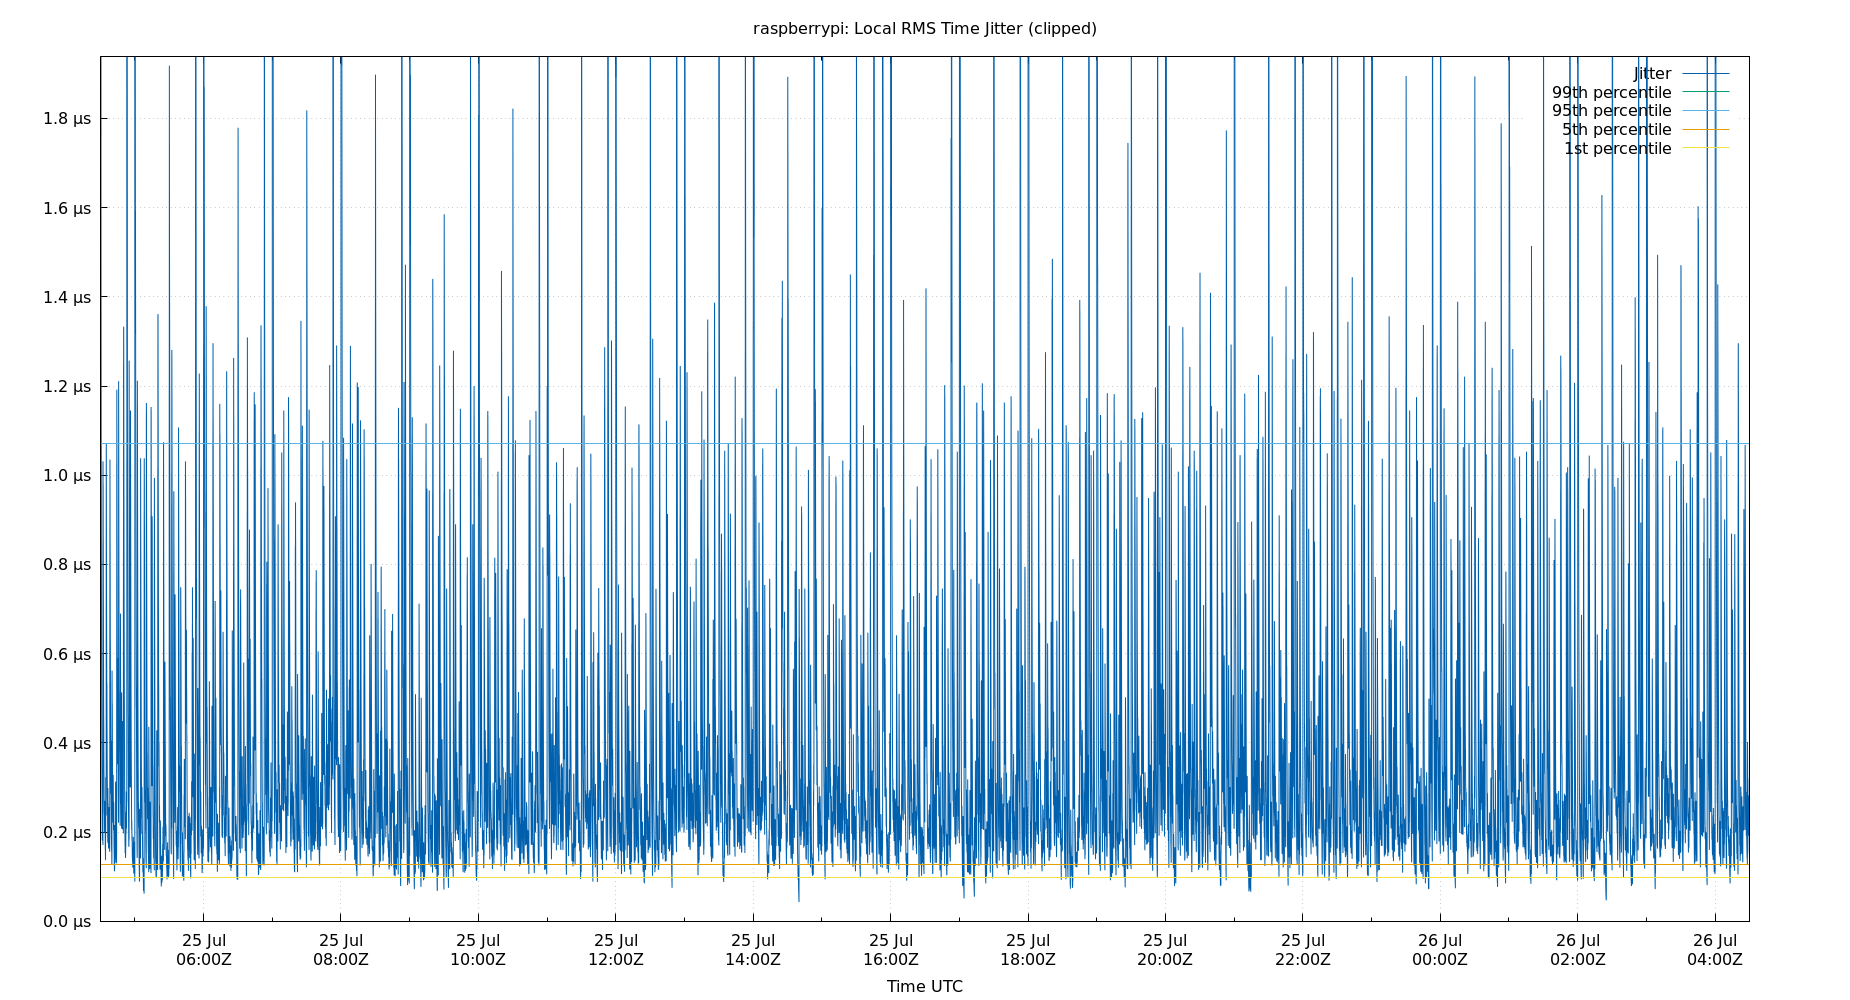 raspberrypi: Local RMS Time Jitter (clipped)
Jitter
99th percentile
95th percentile
5th percentile
1st percentile
1.8 μs
1.6 μs
1.4 μs
1.2 μs
1.0 μs
0.8 μs
0.6 μs
0.4 μs
0.2 μs
0.0 μs
25 Jul 25 Jul 25 Jul 25 Jul 25 Jul 25 Jul 25 Jul 25 Jul 25 Jul 26 Jul 26 Jul 26 Jul
06:00Z 08:00Z 10:00Z 12:00Z 14:00Z 16:00Z 18:00Z 20:00Z 22:00Z 00:00Z 02:00Z 04:00Z
Time UTC